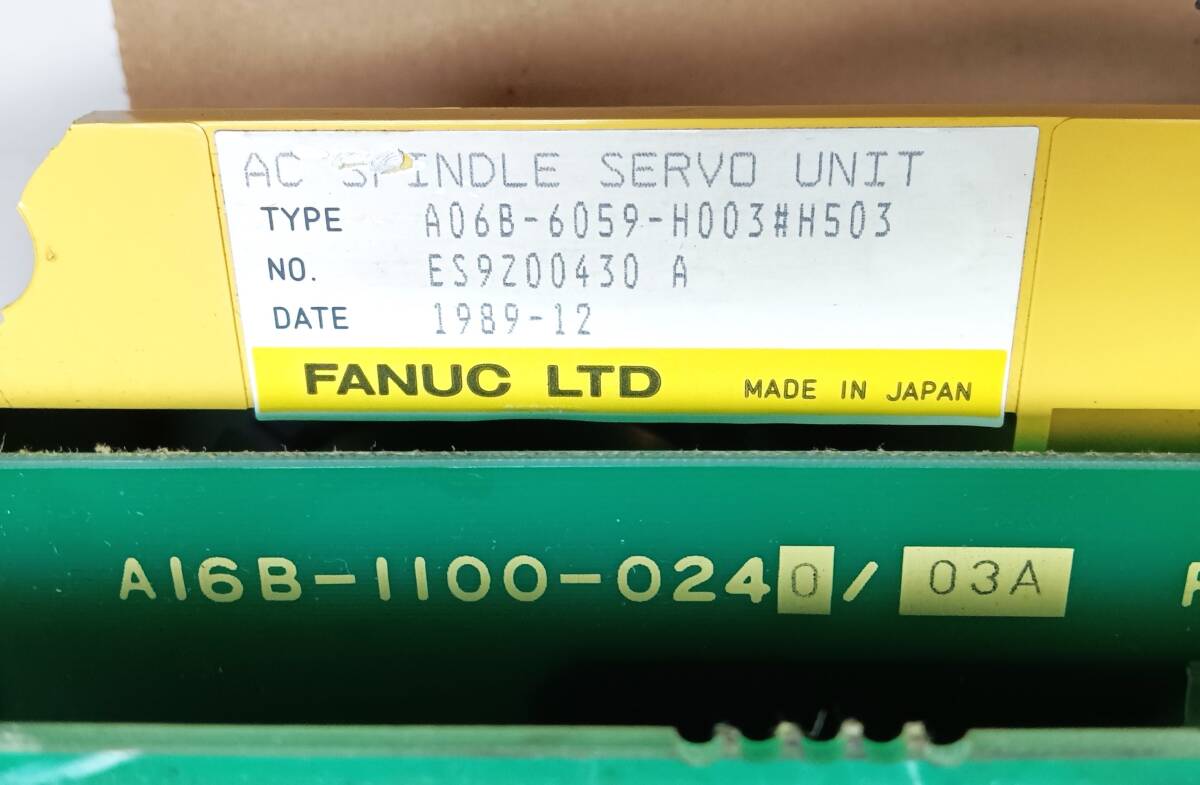 AC SPINDLE SERVO UNIT
TYPE A06B-6059-H003#H503
NO. ES9200430 A
DATE 1989-12
FANUC LTD MADE IN JAPAN
A16B-1100-0240/03A